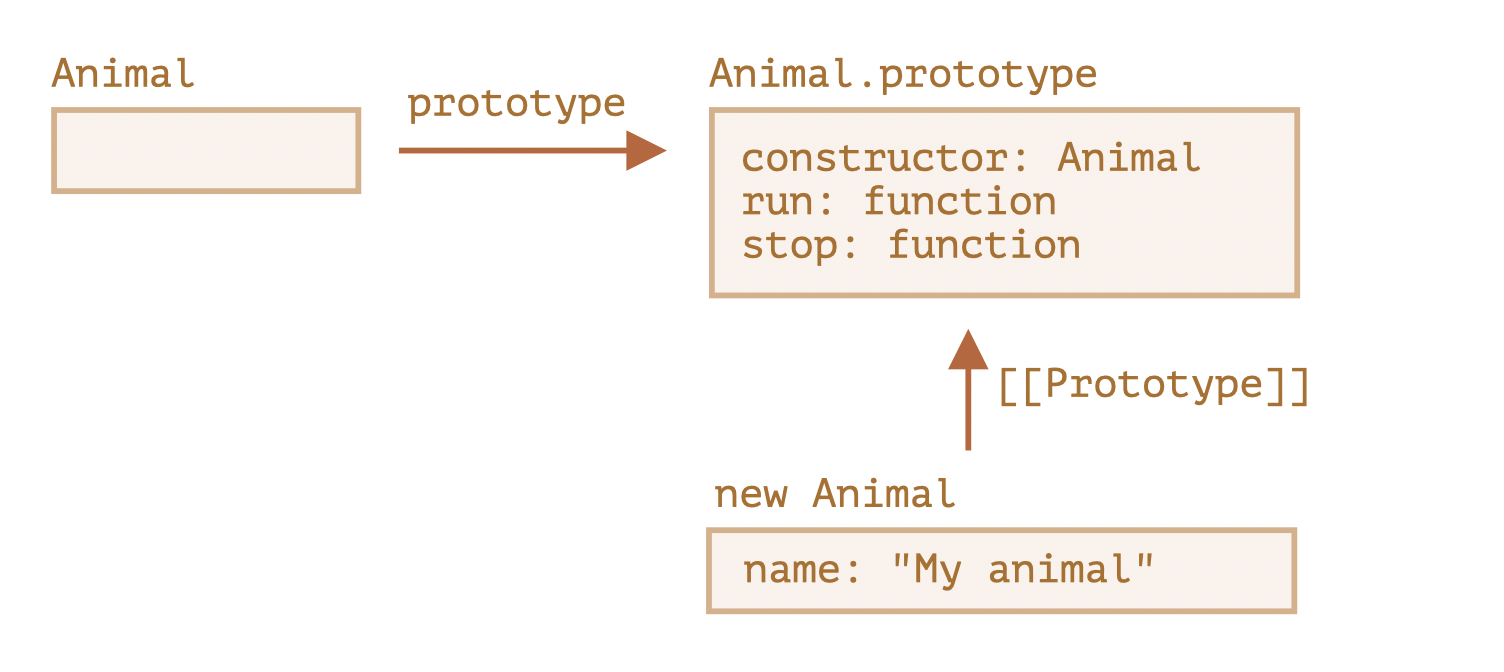 Animal
prototype
Animal.prototype
constructor: Animal
run: function
stop: function
[[Prototype]]
new Animal
name: "My animal"